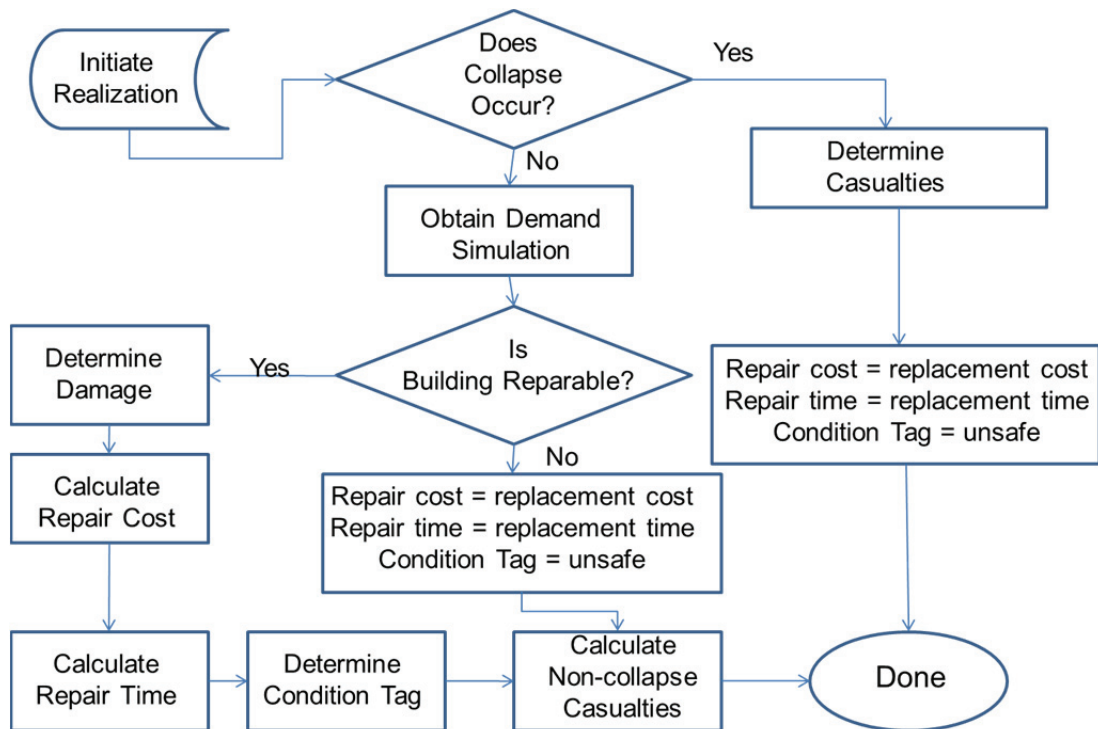 Initiate
Realization
Does
Collapse
Occur?
Yes
No
Determine
Casualties
Obtain Demand
Simulation
Is
Building Reparable?
Yes
No
Determine
Damage
Repair cost = replacement cost
Repair time = replacement time
Condition Tag = unsafe
Calculate
Repair Cost
Repair cost = replacement cost
Repair time = replacement time
Condition Tag = unsafe
Calculate
Repair Time
Determine
Condition Tag
Calculate
Non-collapse
Casualties
Done